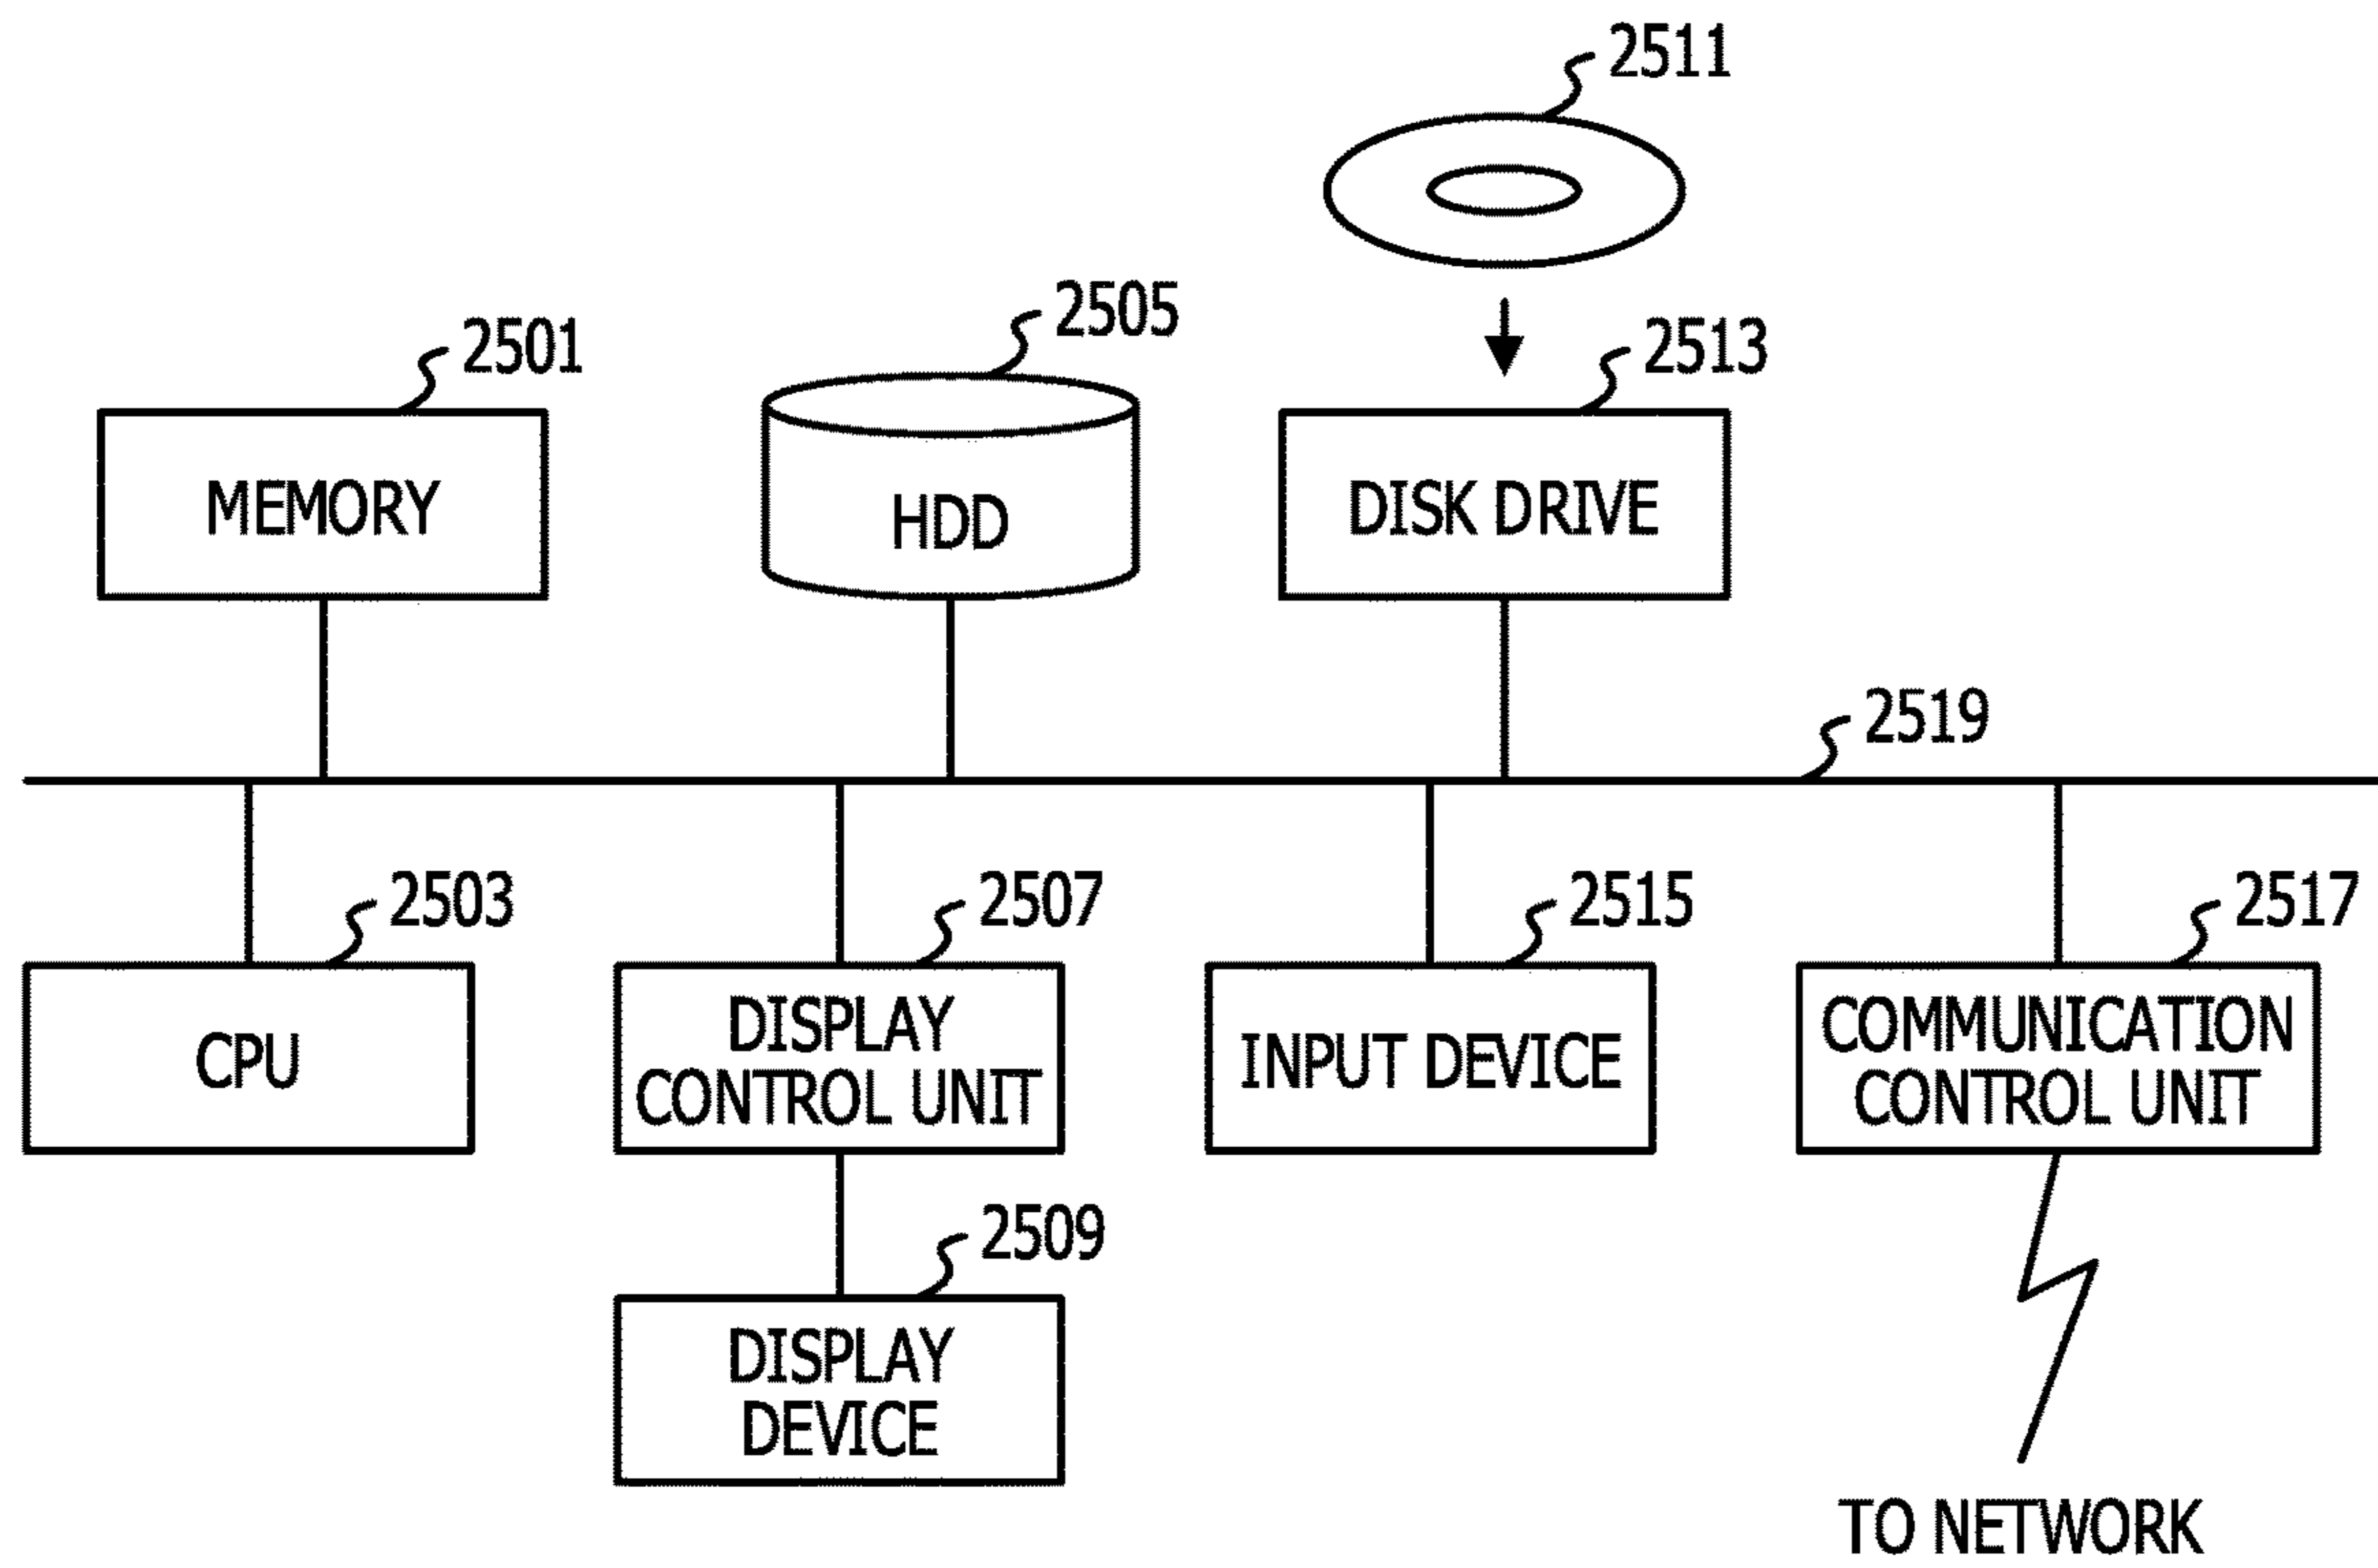 2511
2505
2501
2513
MEMORY
HDD
DISK DRIVE
2519
2503
2507
2515
2517
CPU
DISPLAY
CONTROL UNIT
INPUT DEVICE
COMMUNICATION
CONTROL UNIT
2509
DISPLAY
DEVICE
TO NETWORK